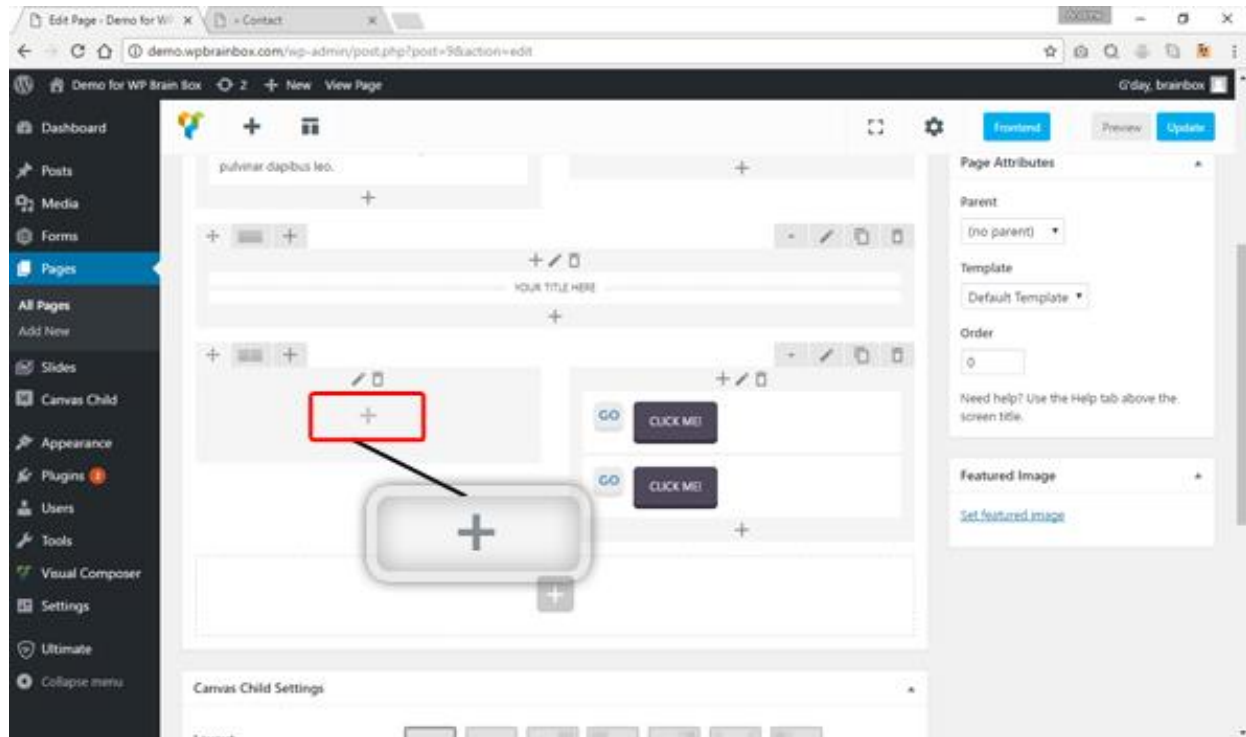 Edit Page ‹ Demo for W
» Contact
demo.wpbrainbox.com/wp-admin/post.php?post=9&action=edit
Demo for WP Brain Box 2 New View Page
G'day, brainbox
Dashboard
Posts
Media
Forms
Pages
All Pages
Add New
Slides
Canvas Child
Appearance
Plugins
Users
Tools
Visual Composer
Settings
Ultimate
Collapse menu
Frontend Preview Update
pulvinar dapibus leo.
YOUR TITLE HERE
GO CLICK ME!
GO CLICK ME!
Page Attributes
Parent
(no parent)
Template
Default Template
Order
0
Need help? Use the Help tab above the
screen title.
Featured Image
Set featured image
Canvas Child Settings